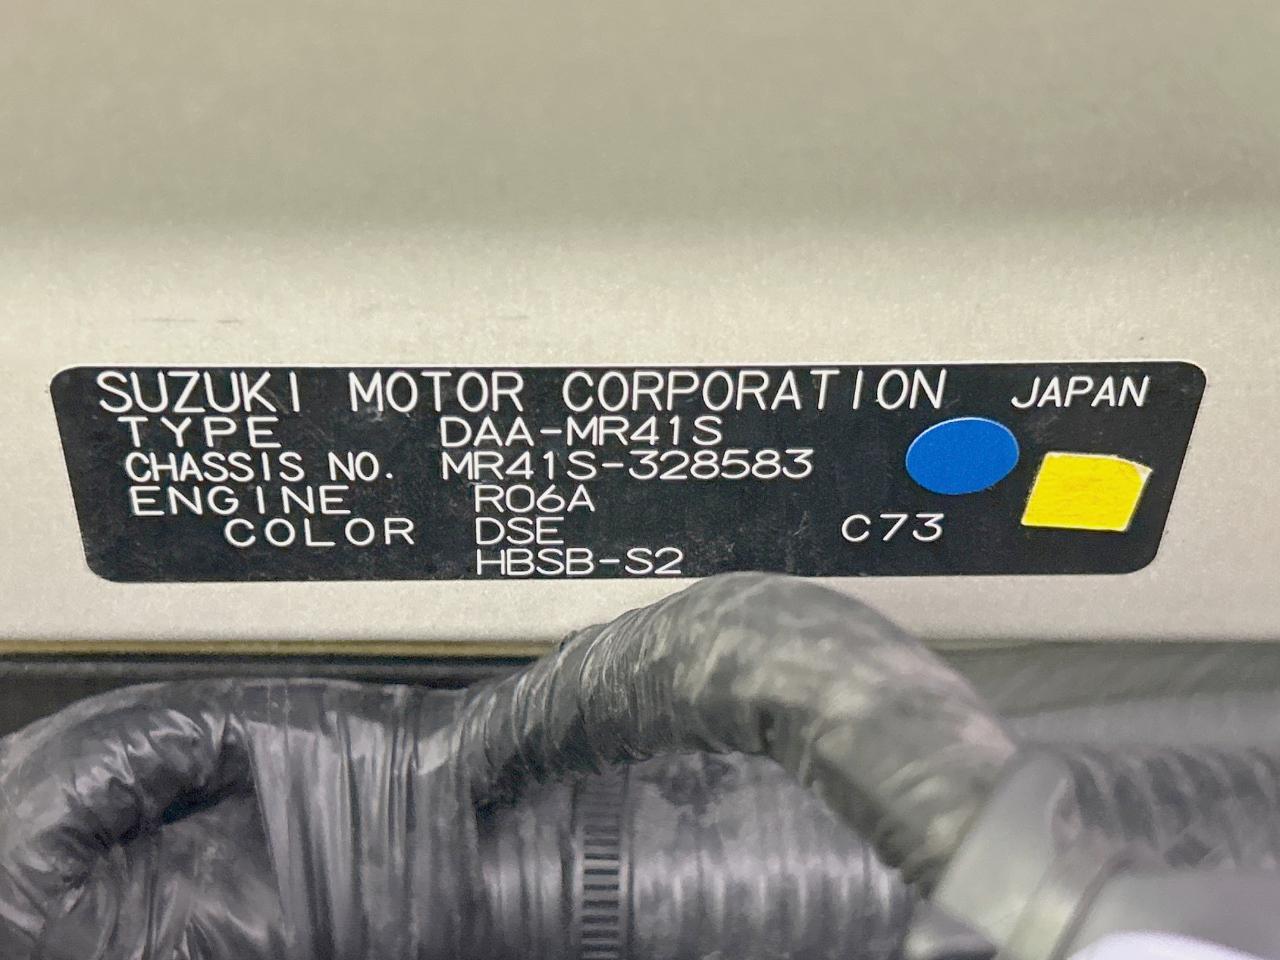 SUZUKI MOTOR CORPORATION JAPAN
TYPE DAA-MR41S
CHASSIS NO. MR41S-328583
ENGINE R06A
COLOR DSE C73
HBSB-S2